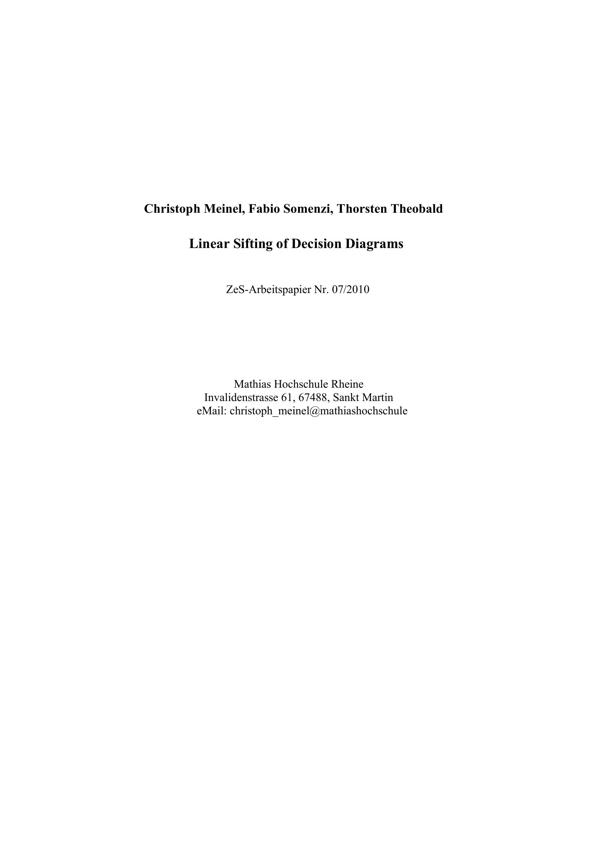 Christoph Meinel, Fabio Somenzi, Thorsten Theobald
Linear Sifting of Decision Diagrams
ZeS-Arbeitspapier Nr. 07/2010
Mathias Hochschule Rheine
Invalidenstrasse 61, 67488, Sankt Martin
eMail: christoph_meinel@mathiashochschule